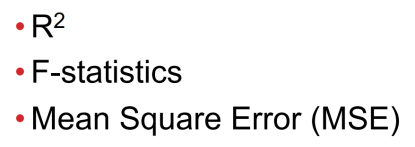 • R²
• F-statistics
• Mean Square Error (MSE)